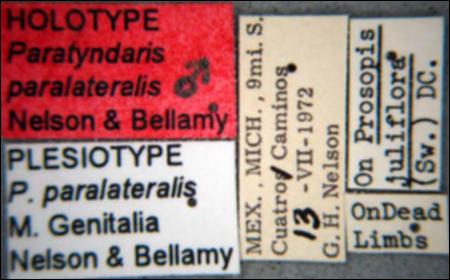 HOLOTYPE
Paratyndaris
paralateralis ♂
Nelson & Bellamy
PLESIOTYPE
P. paralateralis
M. Genitalia
Nelson & Bellamy
MEX., MICH., 9mi. S.
Cuatro Caminos
13 -VII-1972
G. H. Nelson
On Prosopis
juliflora
(Sw.) DC.
OnDead
Limbs